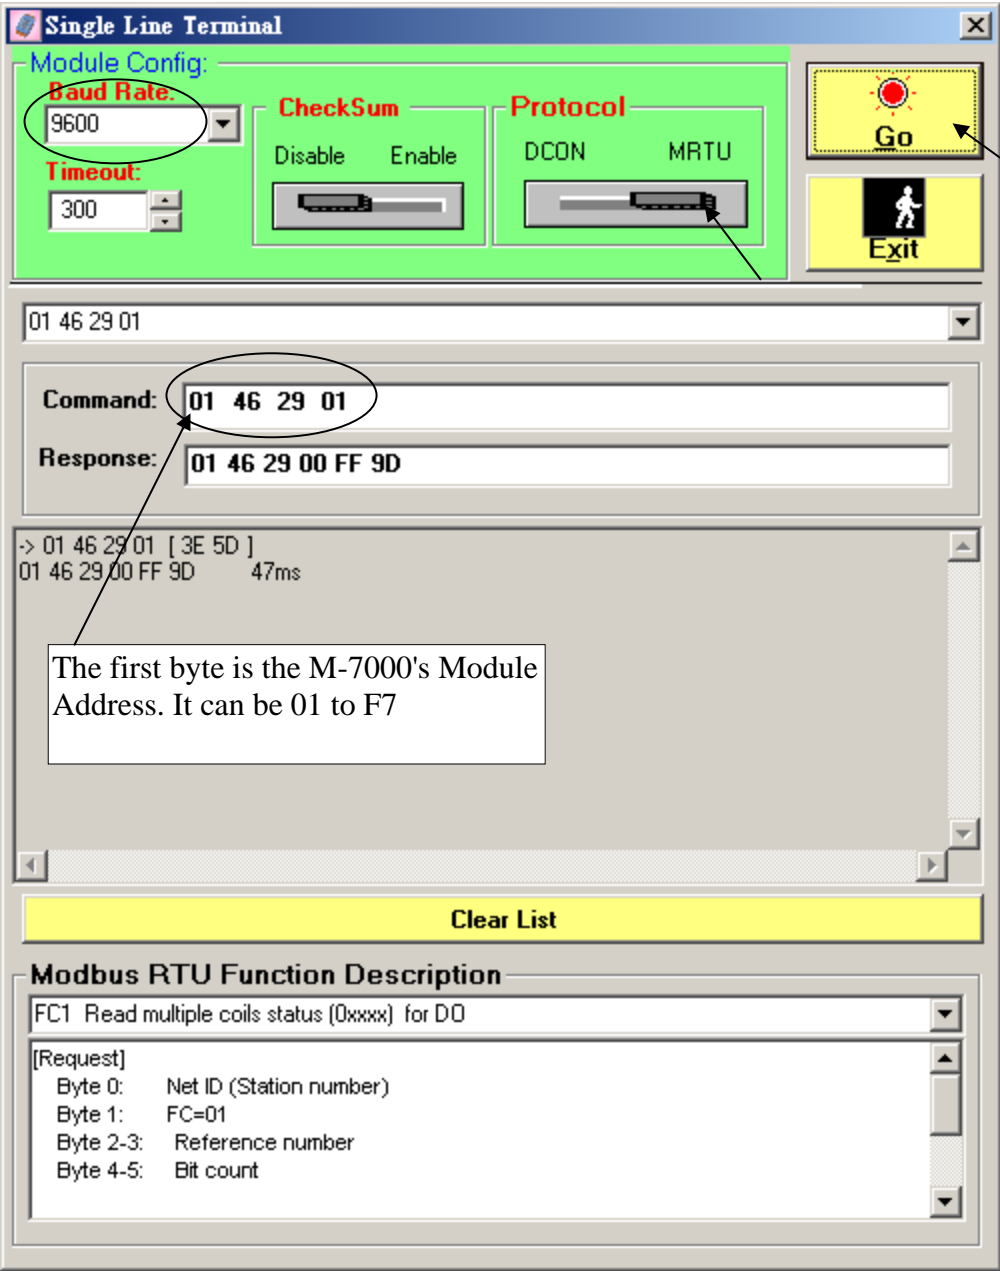 Single Line Terminal
Module Config:
Baud Rate:
9600
Timeout:
300
CheckSum
Disable Enable
Protocol
DCON MRTU
Go
Exit
01 46 29 01
Command: 01 46 29 01
Response: 01 46 29 00 FF 9D
-> 01 46 29 01 [ 3E 5D ]
01 46 29 00 FF 9D 47ms
The first byte is the M-7000's Module
Address. It can be 01 to F7
Clear List
Modbus RTU Function Description
FC1 Read multiple coils status (0xxxx) for DO
[Request]
Byte 0: Net ID (Station number)
Byte 1: FC=01
Byte 2-3: Reference number
Byte 4-5: Bit count